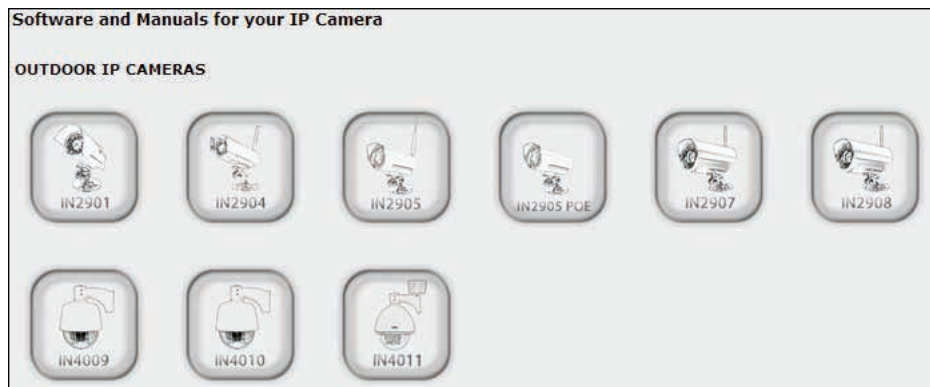 Software and Manuals for your IP Camera
OUTDOOR IP CAMERAS
IN2901
IN2904
IN2905
IN2905 POE
IN2907
IN2908
IN4009
IN4010
IN4011